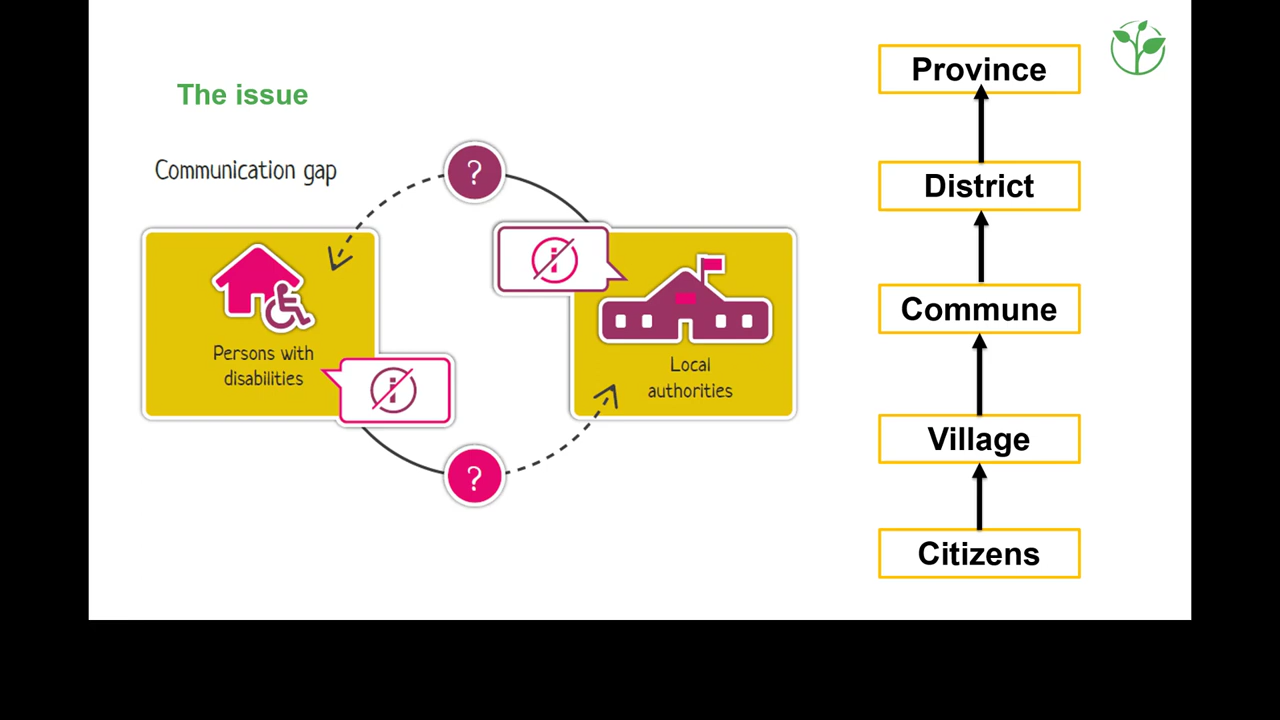 The issue
Communication gap
?
Persons with
disabilities
i
i
Local
authorities
?
Province
District
Commune
Village
Citizens